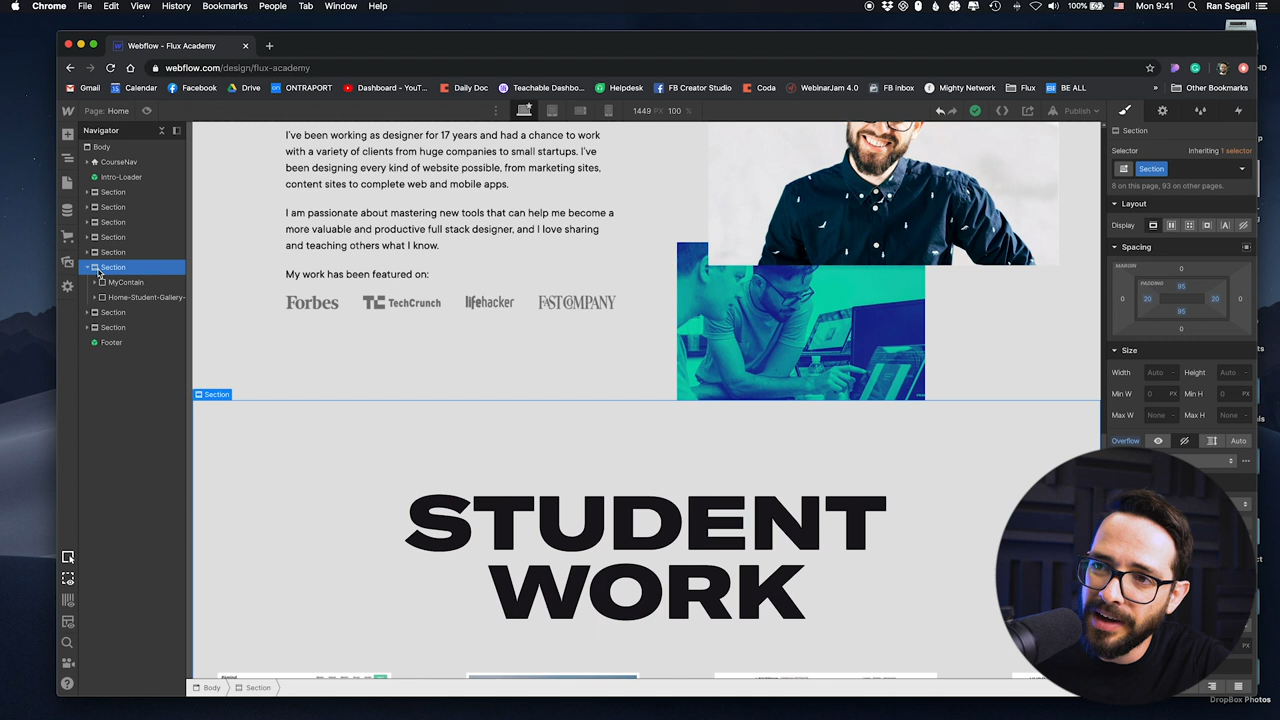 Chrome File Edit View History Bookmarks People Tab Window Help 100% Mon 9:41 Ran Segall
Webflow - Flux Academy
webflow.com/design/flux-academy
Gmail Calendar Facebook Drive ONTRAPORT DashBoard - YouT... Daily Doc Teachable Dashbo... Helpdesk FB Creator Studio Coda WebinarJam 4.0 FB inbox Mighty Network Flux BE ALL Other Bookmarks
Page: Home 1449 PX 100 % Publish
Navigator
Body
CourseNav
Intro-Loader
Section
Section
Section
Section
Section
Section
MyContain
Home-Student-Gallery-
Section
Section
Footer
I've been working as designer for 17 years and had a chance to work
with a variety of clients from huge companies to small startups. I've
been designing every kind of website possible, from marketing sites,
content sites to complete web and mobile apps.
I am passionate about mastering new tools that can help me become a
more valuable and productive full stack designer, and I love sharing
and teaching others what I know.
My work has been featured on:
Forbes TC TechCrunch lifehacker FAST COMPANY
Section
STUDENT
WORK
Body Section
Section
Selector Inheriting 1 selector
Section
8 on this page, 93 on other pages.
Layout
Display
Spacing
MARGIN 0
PADDING 95
0 20 20 0
95
0
Size
Width Auto - Height Auto -
Min W 0 PX Min H 0 PX
Max W None - Max H None -
Overflow Auto
DropBox Photos